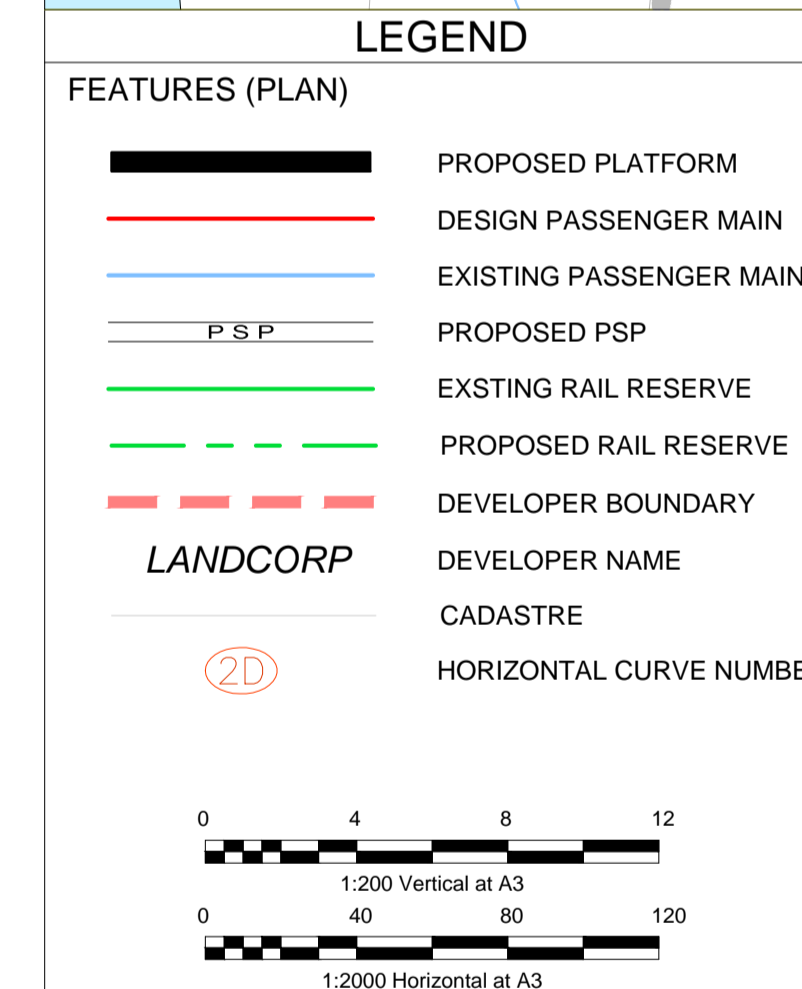 LEGEND
FEATURES (PLAN)
PROPOSED PLATFORM
DESIGN PASSENGER MAIN
EXISTING PASSENGER MAIN
PSP PROPOSED PSP
EXSTING RAIL RESERVE
PROPOSED RAIL RESERVE
DEVELOPER BOUNDARY
LANDCORP DEVELOPER NAME
CADASTRE
2D HORIZONTAL CURVE NUMBE
0 4 8 12
1:200 Vertical at A3
0 40 80 120
1:2000 Horizontal at A3